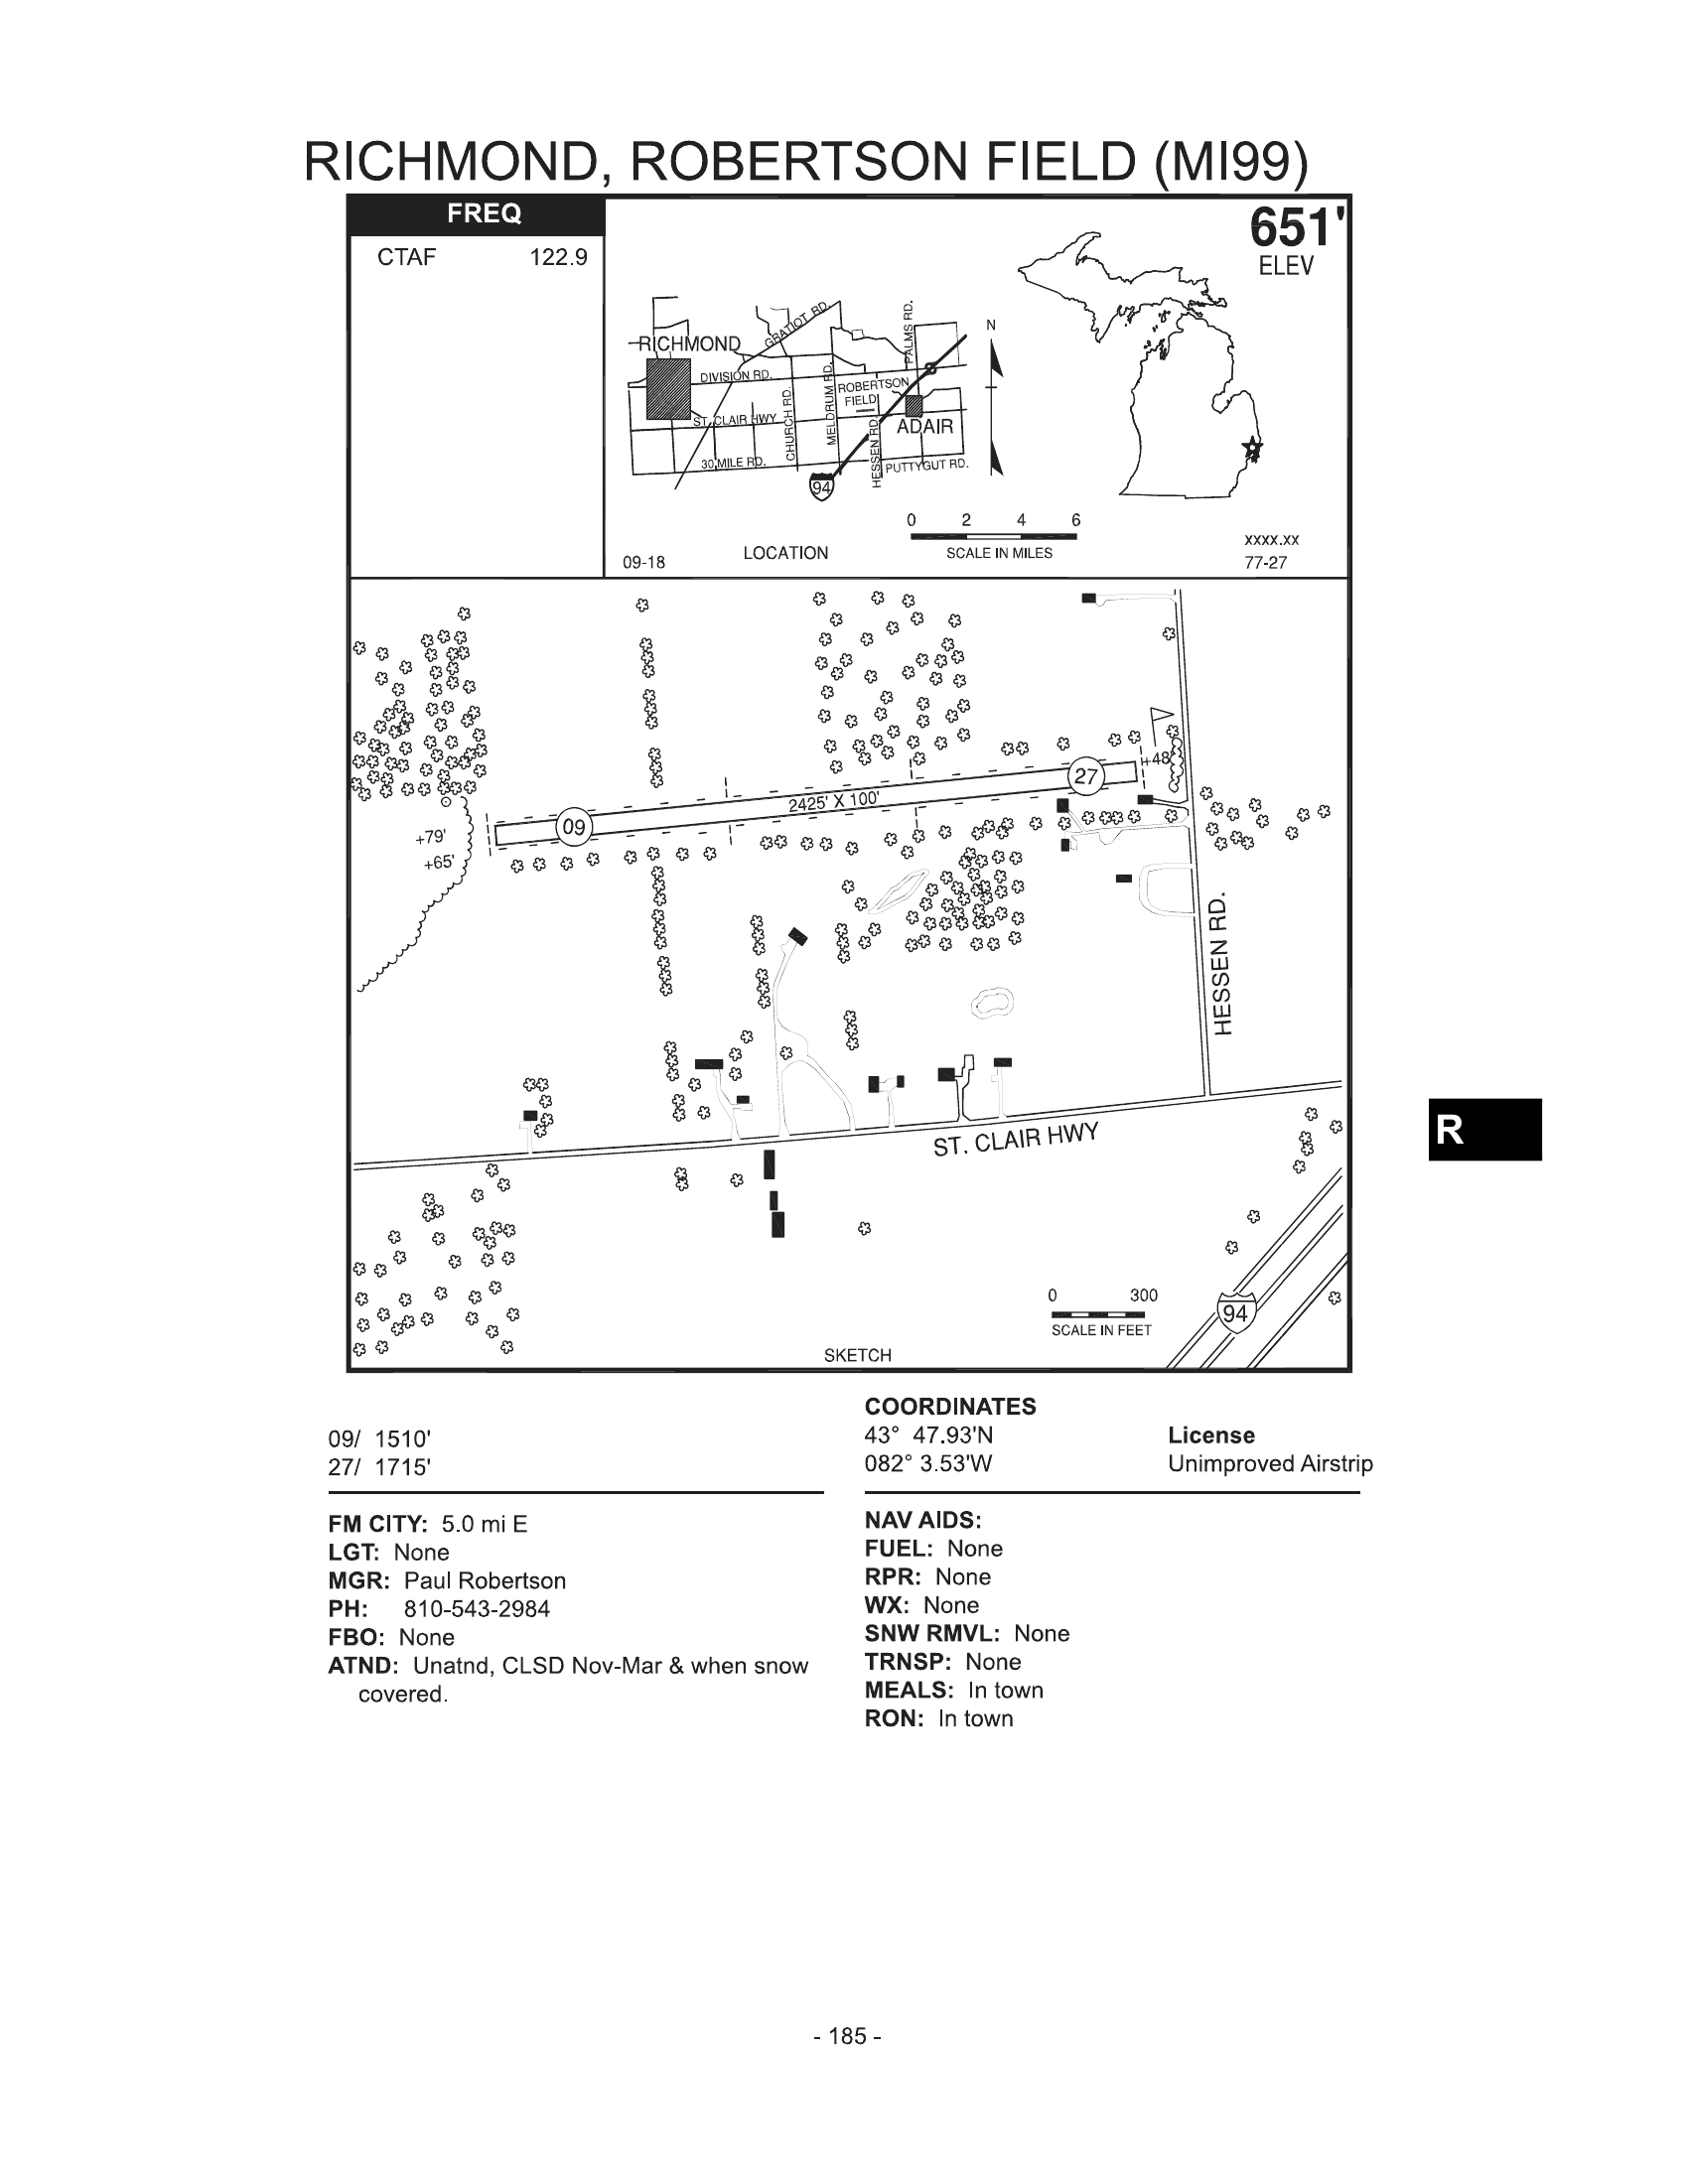 RICHMOND, ROBERTSON FIELD (MI99)
FREQ
CTAF 122.9
651'
ELEV
RICHMOND
GRATIOT RD.
PALMS RD.
N
DIVISION RD.
ROBERTSON
FIELD
ST. CLAIR HWY
CHURCH RD.
MELDRUM RD.
HESSEN RD.
ADAIR
30 MILE RD.
PUTTYGUT RD.
94
0 2 4 6
SCALE IN MILES
LOCATION
09-18
xxxx.xx
77-27
+48'
27
2425' X 100'
09
+79'
+65'
HESSEN RD.
ST. CLAIR HWY
0 300
SCALE IN FEET
94
SKETCH
R
09/ 1510'
27/ 1715'
COORDINATES
43° 47.93'N
082° 3.53'W
License
Unimproved Airstrip
FM CITY: 5.0 mi E
LGT: None
MGR: Paul Robertson
PH: 810-543-2984
FBO: None
ATND: Unatnd, CLSD Nov-Mar & when snow
covered.
NAV AIDS:
FUEL: None
RPR: None
WX: None
SNW RMVL: None
TRNSP: None
MEALS: In town
RON: In town
- 185 -